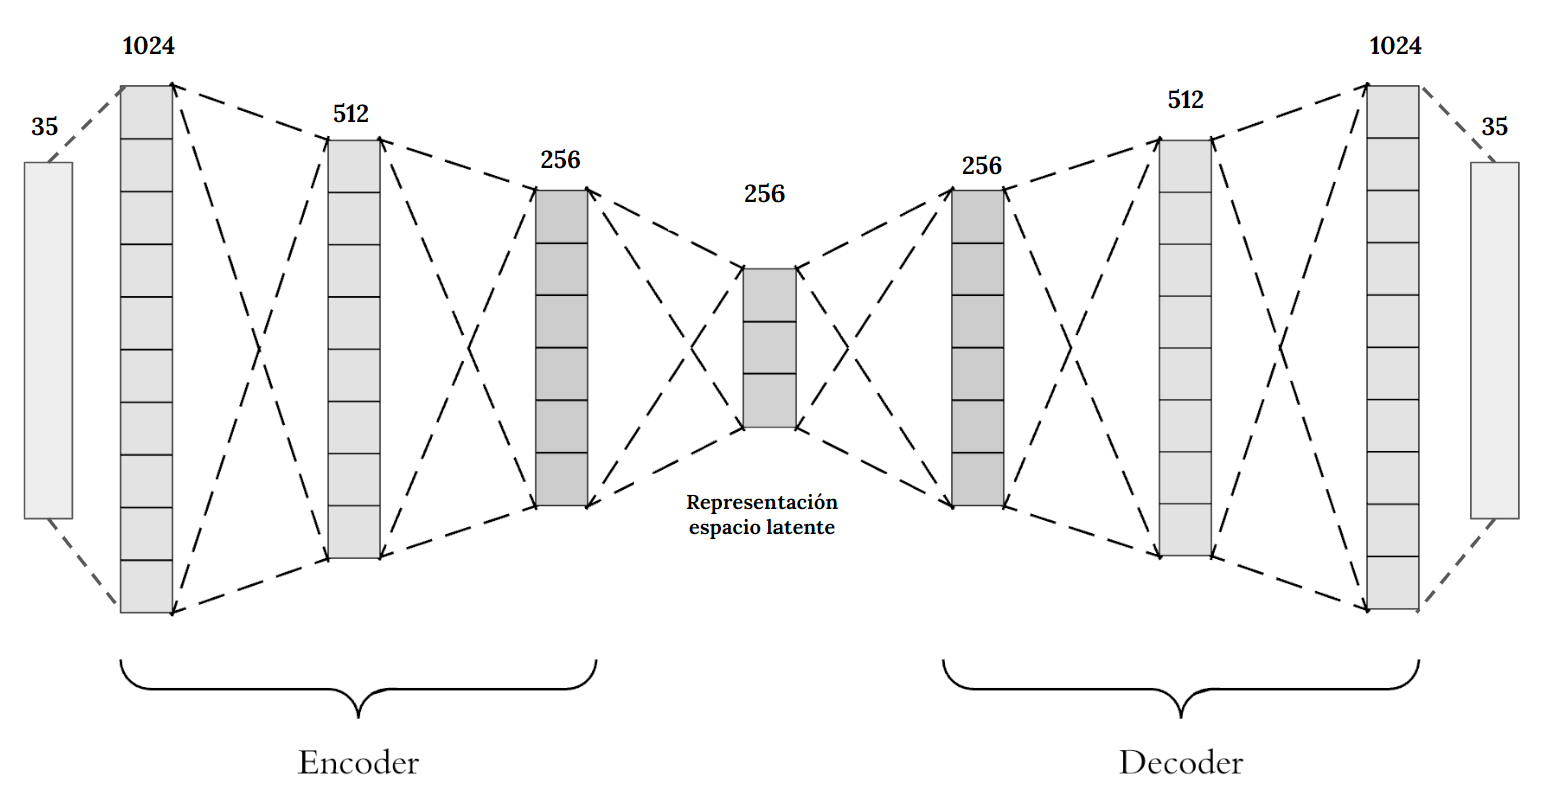 1024
1024
35
512
512
35
256
256
256
Representación
espacio latente
Encoder
Decoder